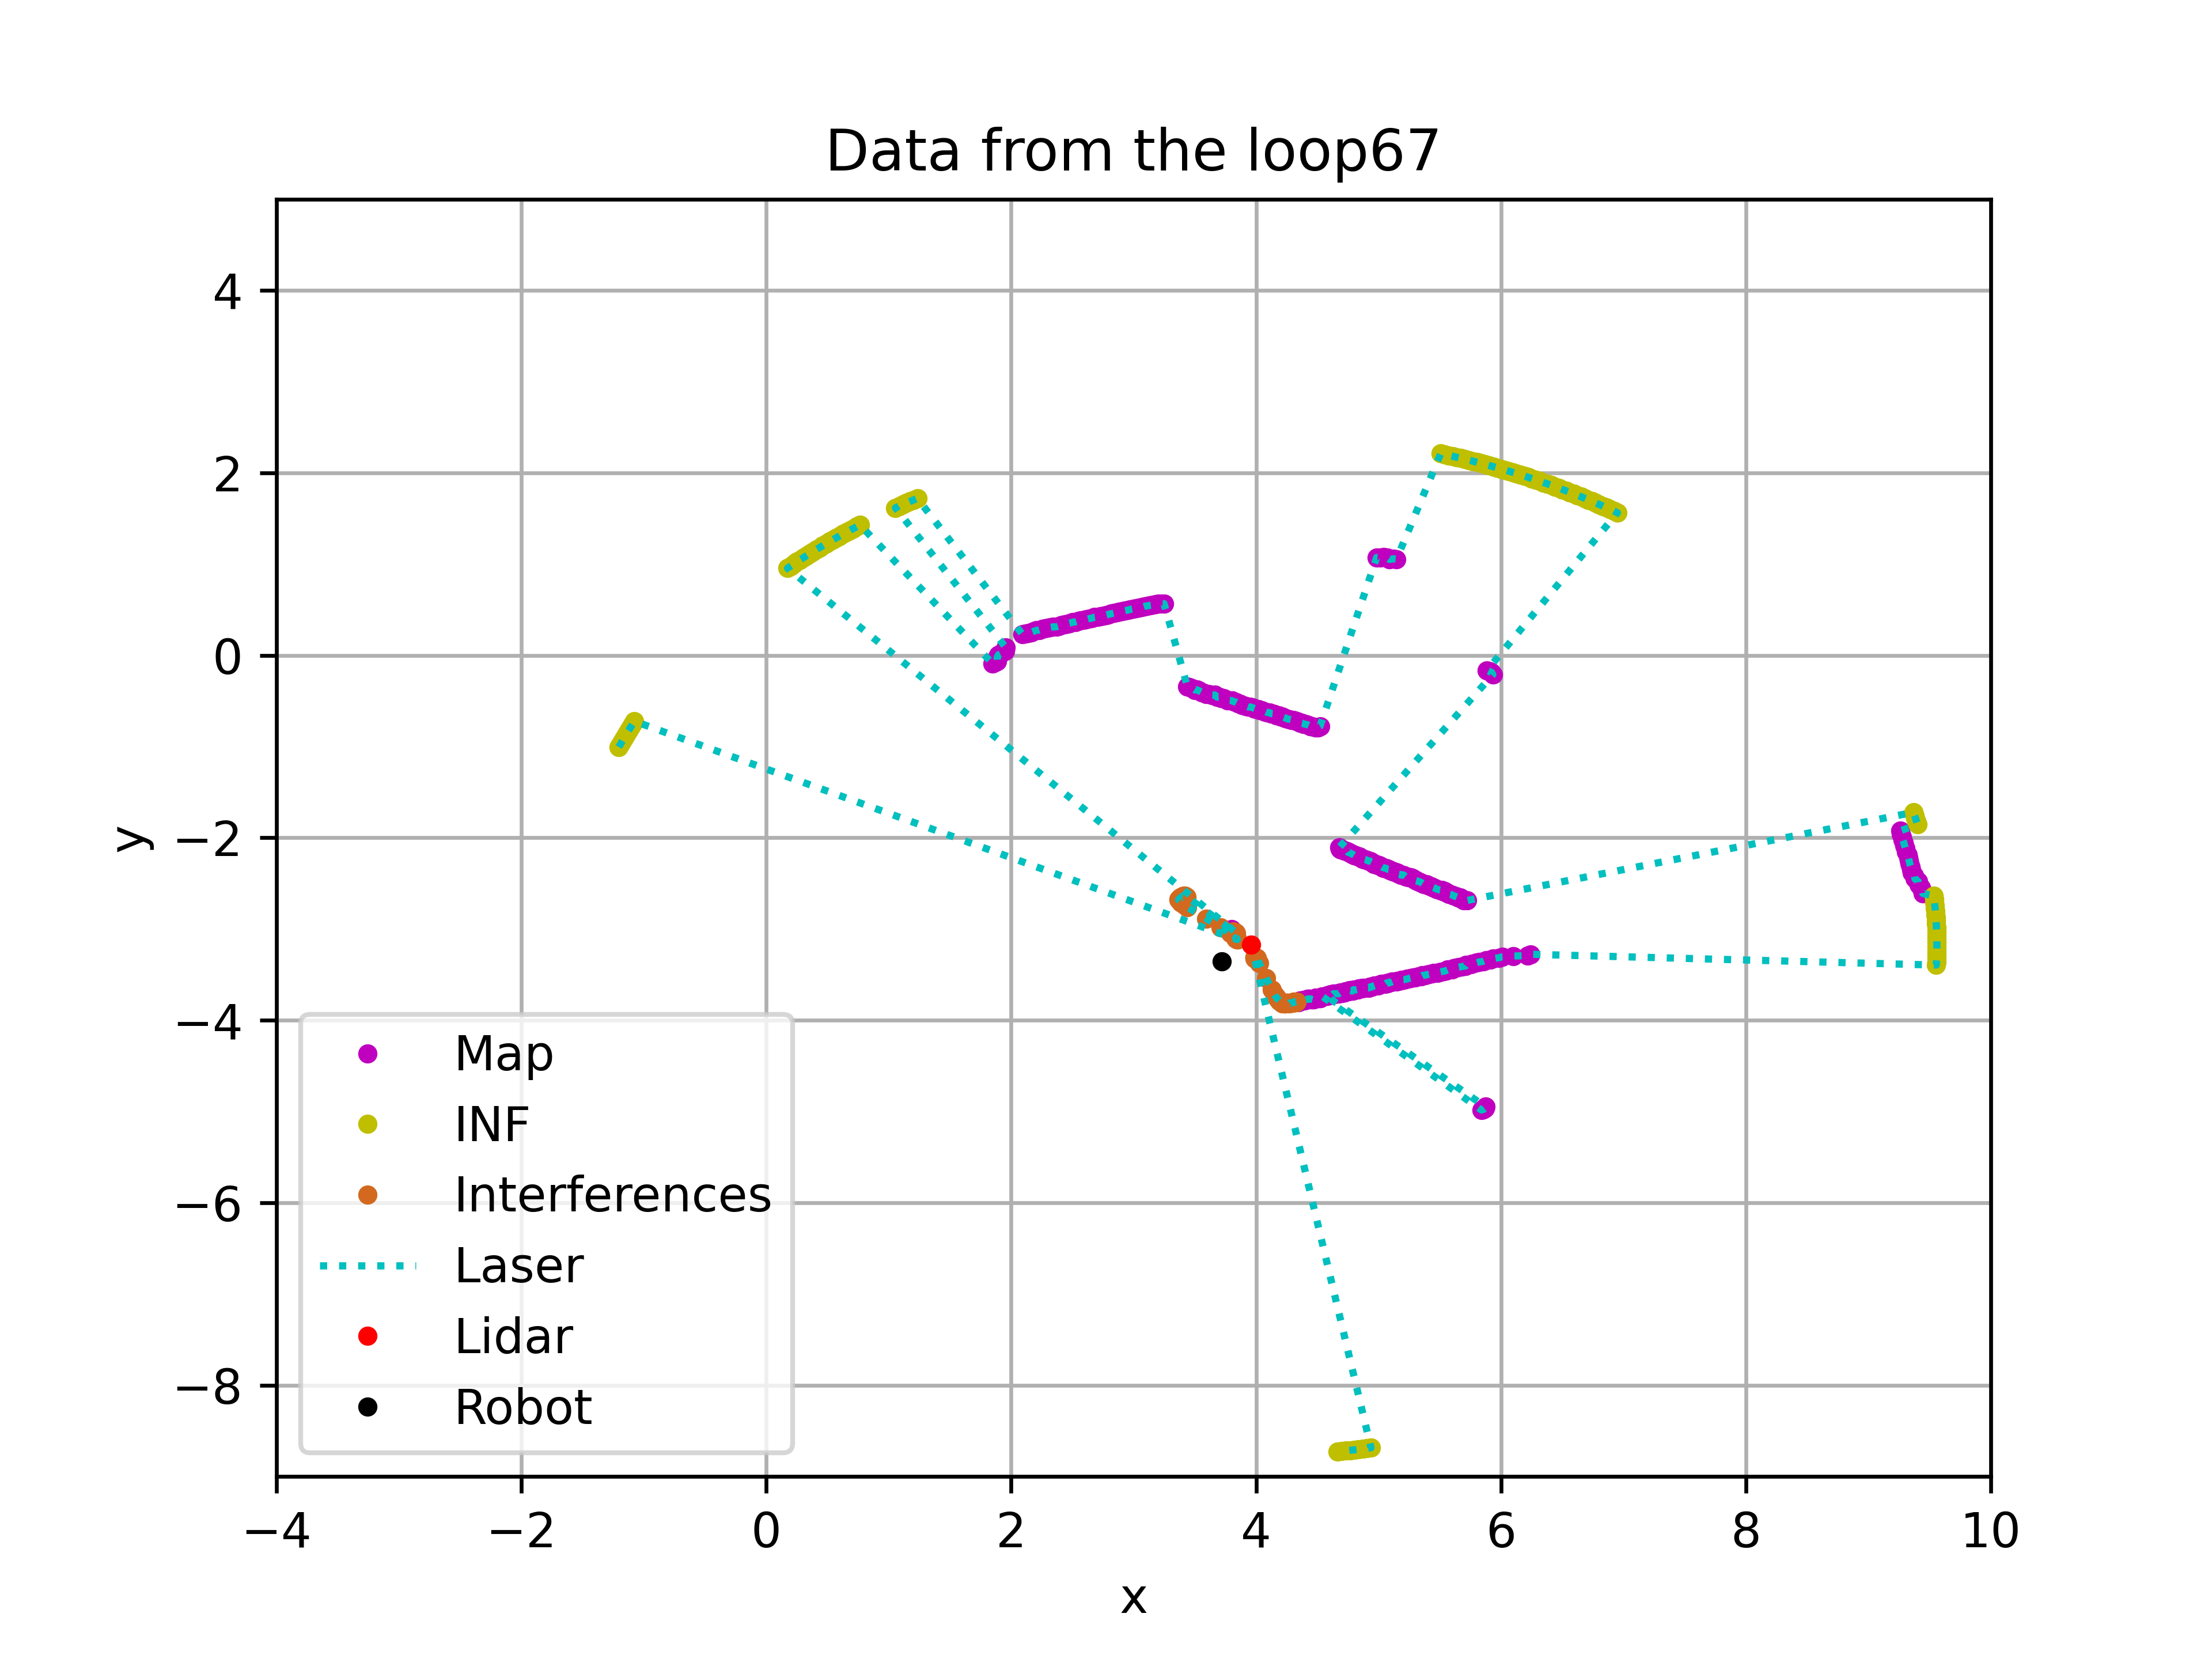 Data from the loop67
y
4
2
0
−2
−4
−6
−8
Map
INF
Interferences
Laser
Lidar
Robot
−4 −2 0 2 4 6 8 10
x